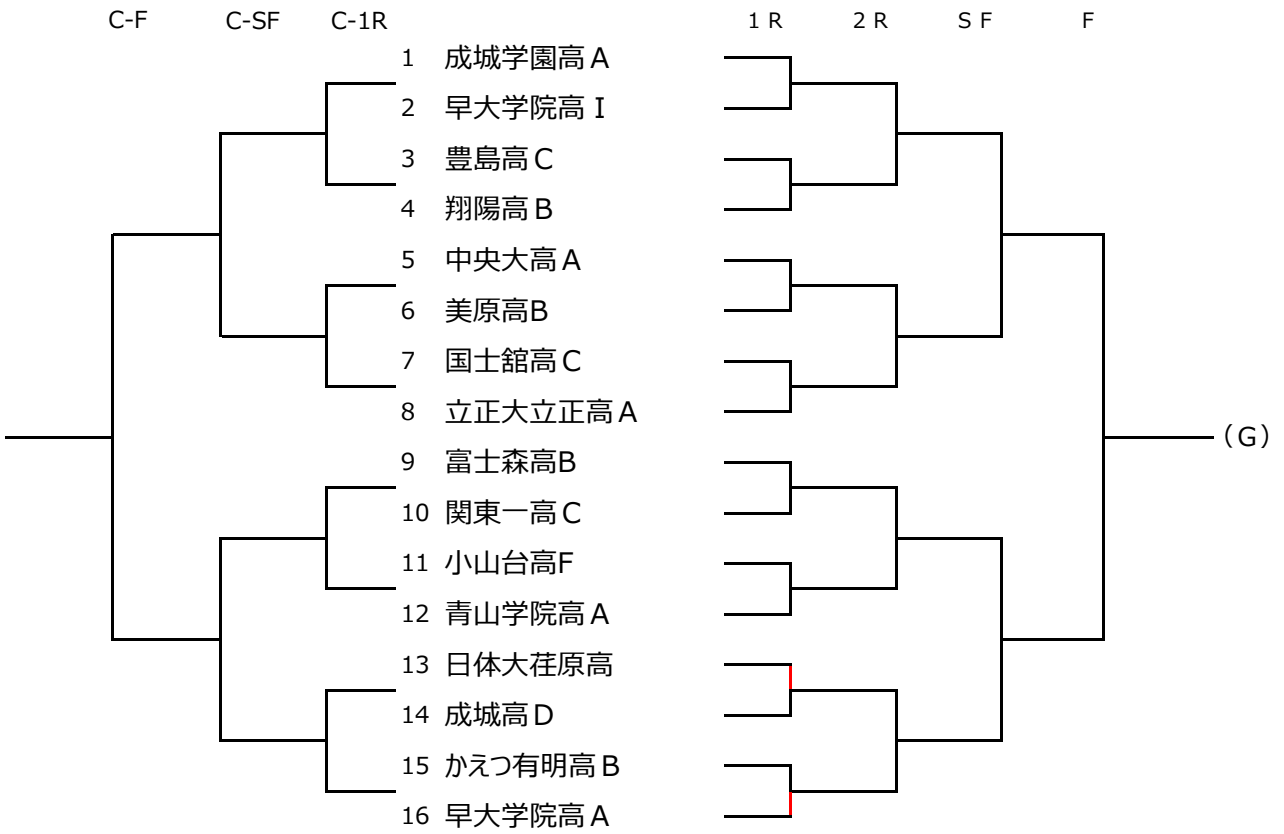 C-F C-SF C-1R 1 R 2 R S F F
1 成城学園高A
2 早大学院高I
3 豊島高C
4 翔陽高B
5 中央大高A
6 美原高B
7 国士舘高C
8 立正大立正高A
(G)
9 富士森高B
10 関東一高C
11 小山台高F
12 青山学院高A
13 日体大荏原高
14 成城高D
15 かえつ有明高B
16 早大学院高A